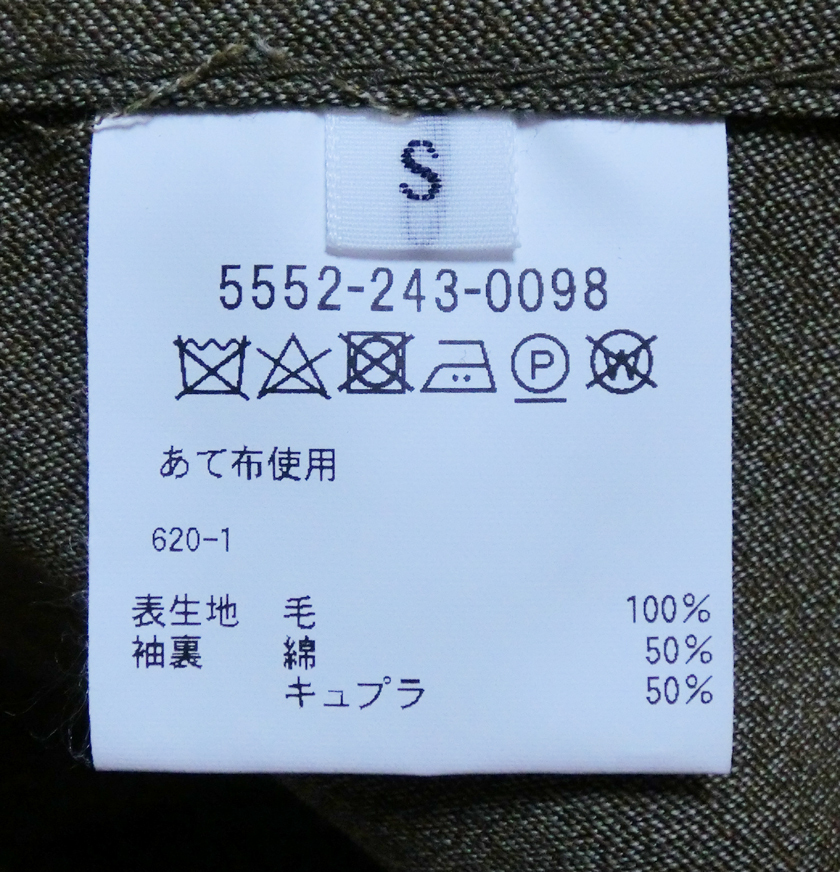 S
5552-243-0098
P W
あて布使用
620-1
表生地 毛 100%
袖裏 綿 50%
キュプラ 50%